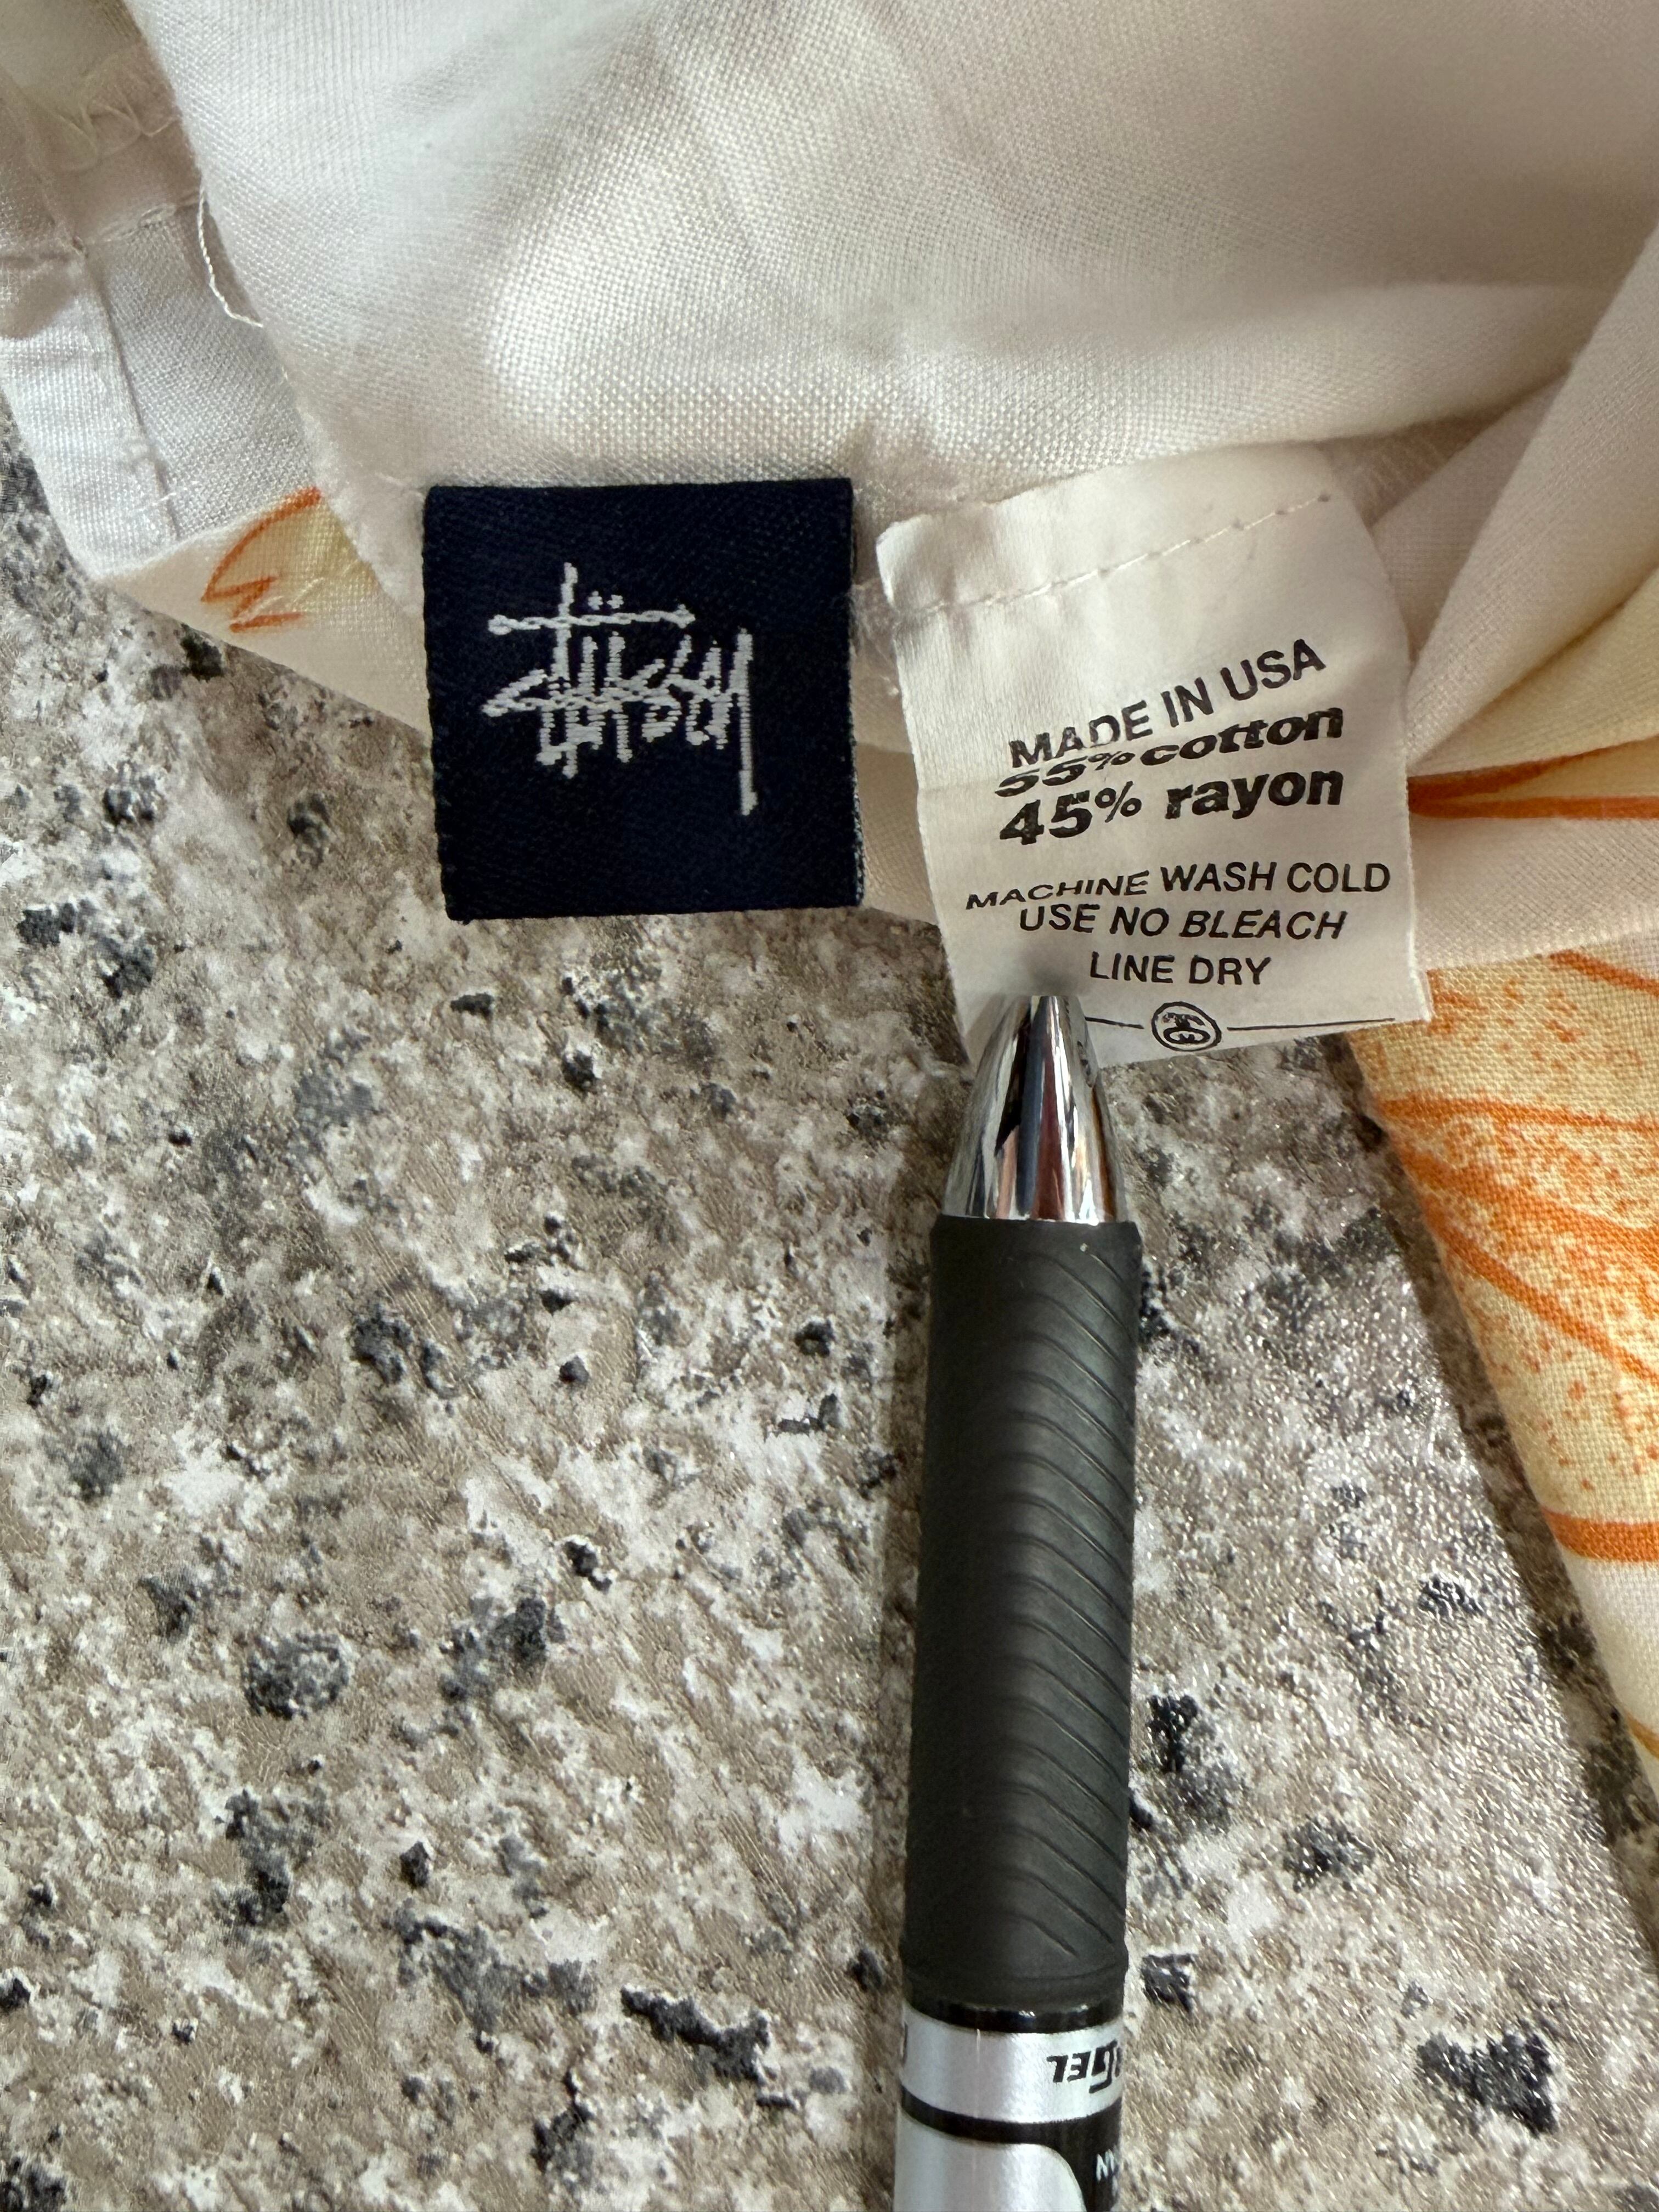 Stüssy
MADE IN USA
55% cotton
45% rayon
MACHINE WASH COLD
USE NO BLEACH
LINE DRY